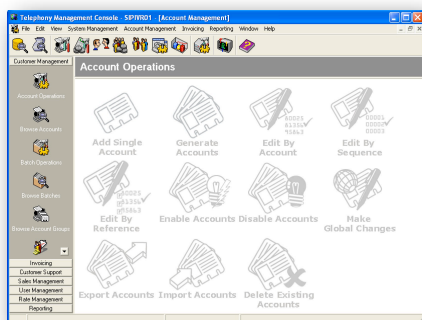 Telephony Management Console - SIPIVR01 - [Account Management]
File Edit View System Management Account Management Invoicing Reporting Window Help
Customer Management
Account Operations
Account Operations
Browse Accounts
Batch Operations
Browse Batches
Browse Account Groups
Invoicing
Customer Support
Sales Management
User Management
Rate Management
Reporting
Add Single
Account
Generate
Accounts
Edit By
Account
Edit By
Sequence
Edit By
Reference
Enable Accounts
Disable Accounts
Make
Global Changes
Export Accounts
Import Accounts
Delete Existing
Accounts